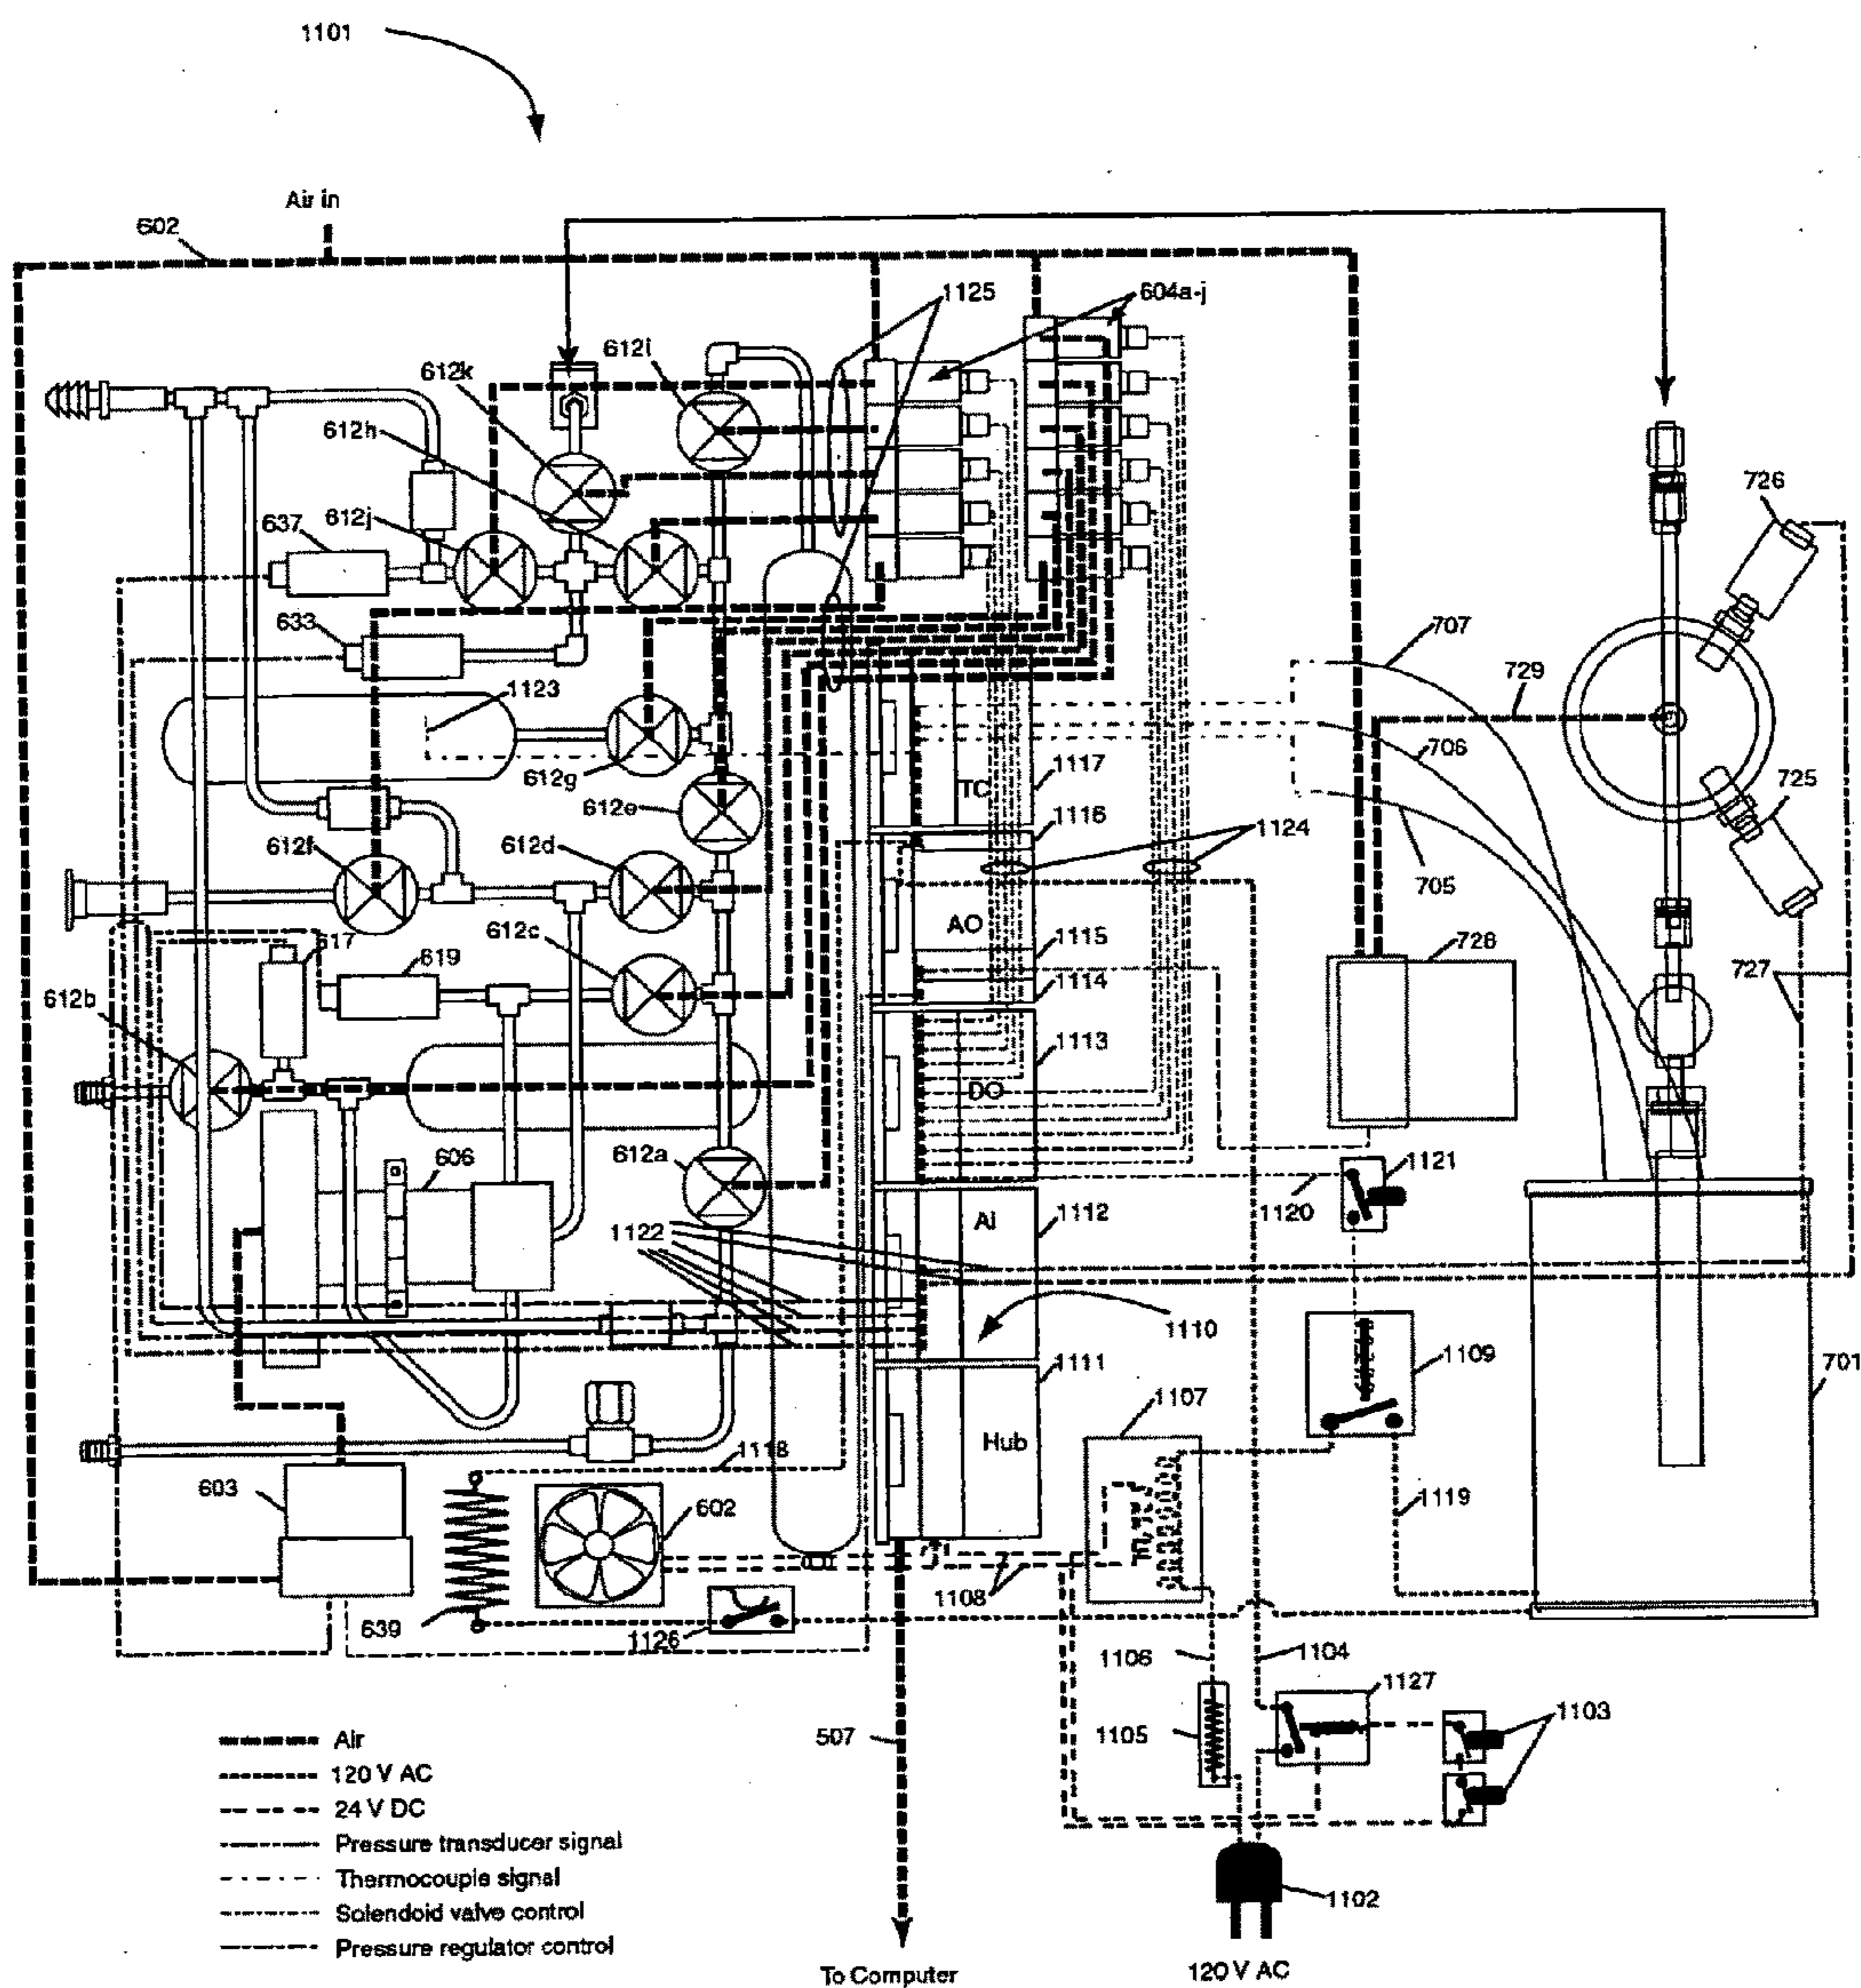 1101
Air in
602
1125
604a-j
612i
612k
612h
726
612j
637
633
707
729
1123
706
612g
1117
TC
612e
725
1116
612f
612d
1124
705
AO
612c
1115
728
617
619
727
612b
1114
1113
DO
612a
606
1121
1120
1122
AI
1112
1110
1109
1111
701
1107
Hub
1118
603
602
1119
1108
639
1126
1106
1104
1127
1105
1103
507
Air
120 V AC
24 V DC
Pressure transducer signal
Thermocouple signal
Solendoid valve control
Pressure regulator control
1102
To Computer
120 V AC